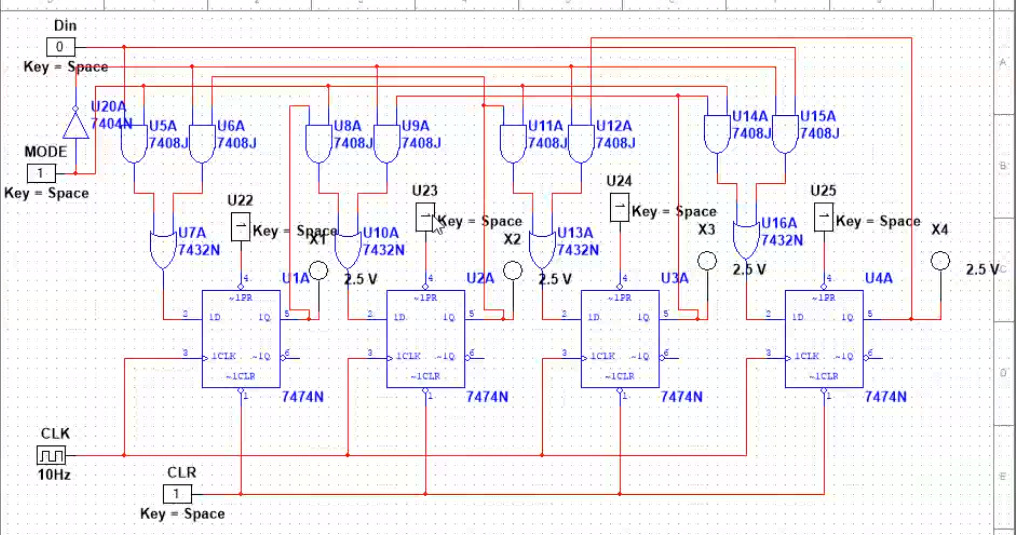 Din
0
Key = Space
A
U20A
7404N
U5A
7408J
U6A
7408J
U8A
7408J
U9A
7408J
U11A
7408J
U12A
7408J
U14A
7408J
U15A
7408J
MODE
1
Key = Space
B
U22
Key = Space
U23
Key = Space
U24
Key = Space
U25
Key = Space
U7A
7432N
X1
U10A
7432N
X2
U13A
7432N
X3
U16A
7432N
X4
2.5 V
2.5 V
2.5 V
2.5 V
C
U1A
U2A
U3A
U4A
4
~1PR
2
1D
1Q
5
3
1CLK
~1Q
6
~1CLR
1
7474N
4
~1PR
2
1D
1Q
5
3
1CLK
~1Q
6
~1CLR
1
7474N
4
~1PR
2
1D
1Q
5
3
1CLK
~1Q
6
~1CLR
1
7474N
4
~1PR
2
1D
1Q
5
3
1CLK
~1Q
6
~1CLR
1
7474N
D
CLK
10Hz
CLR
1
Key = Space
E